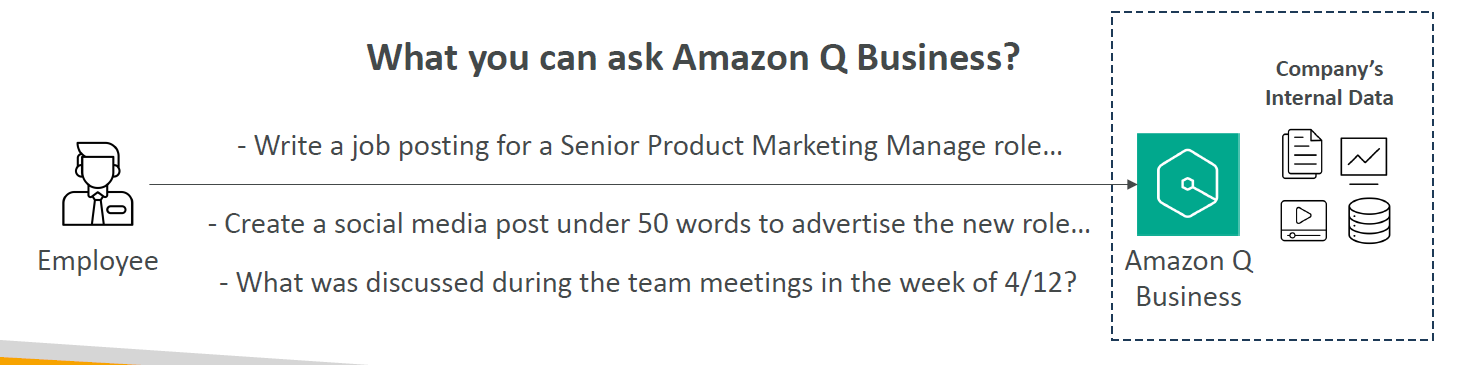 What you can ask Amazon Q Business?
Company's
Internal Data
- Write a job posting for a Senior Product Marketing Manage role...
- Create a social media post under 50 words to advertise the new role...
- What was discussed during the team meetings in the week of 4/12?
Employee
Amazon Q
Business